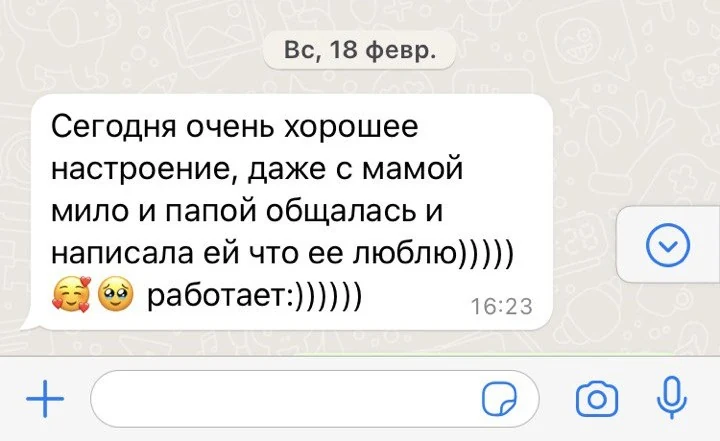 Вс, 18 февр.
Сегодня очень хорошее
настроение, даже с мамой
мило и папой общалась и
написала ей что ее люблю)))))
🥰🥹 работает:))))))
16:23